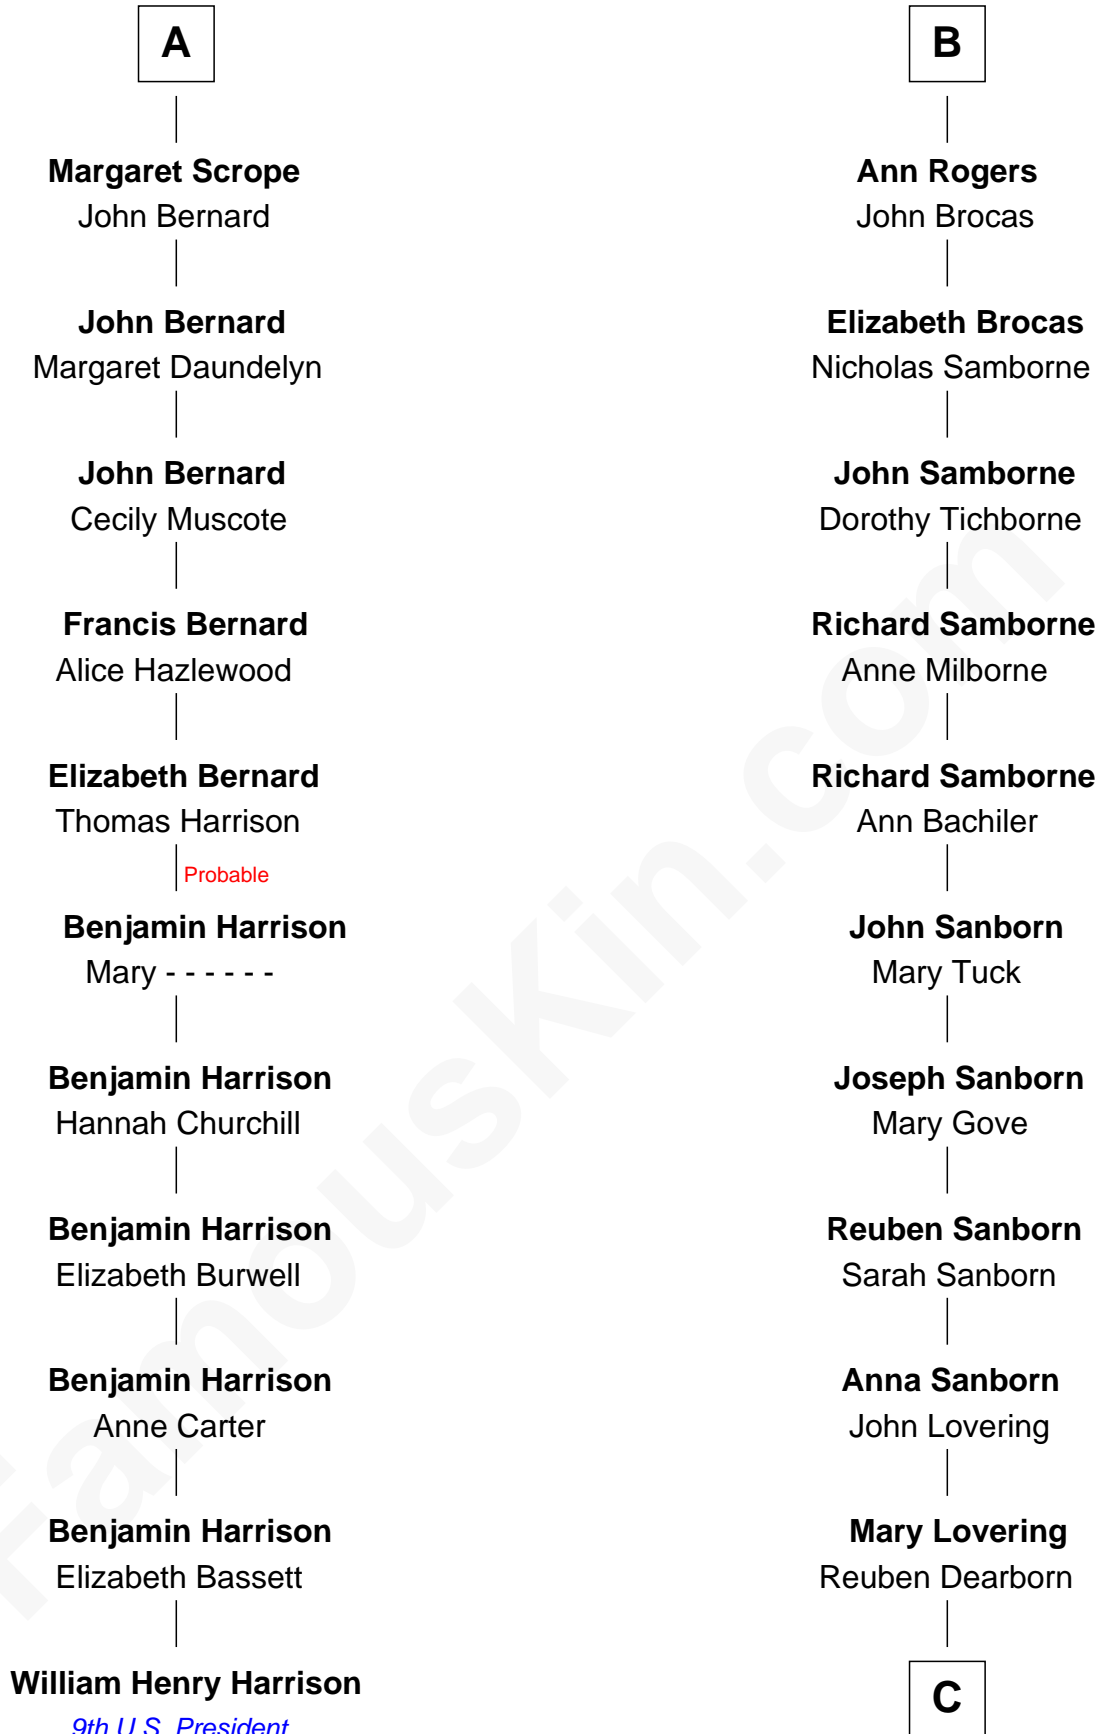 A
Margaret Scrope
John Bernard
John Bernard
Margaret Daundelyn
John Bernard
Cecily Muscote
Francis Bernard
Alice Hazlewood
Elizabeth Bernard
Thomas Harrison
Probable
Benjamin Harrison
Mary - - - - - -
Benjamin Harrison
Hannah Churchill
Benjamin Harrison
Elizabeth Burwell
Benjamin Harrison
Anne Carter
Benjamin Harrison
Elizabeth Bassett
William Henry Harrison
9th U.S. President
B
Ann Rogers
John Brocas
Elizabeth Brocas
Nicholas Samborne
John Samborne
Dorothy Tichborne
Richard Samborne
Anne Milborne
Richard Samborne
Ann Bachiler
John Sanborn
Mary Tuck
Joseph Sanborn
Mary Gove
Reuben Sanborn
Sarah Sanborn
Anna Sanborn
John Lovering
Mary Lovering
Reuben Dearborn
C
FamousKin.com